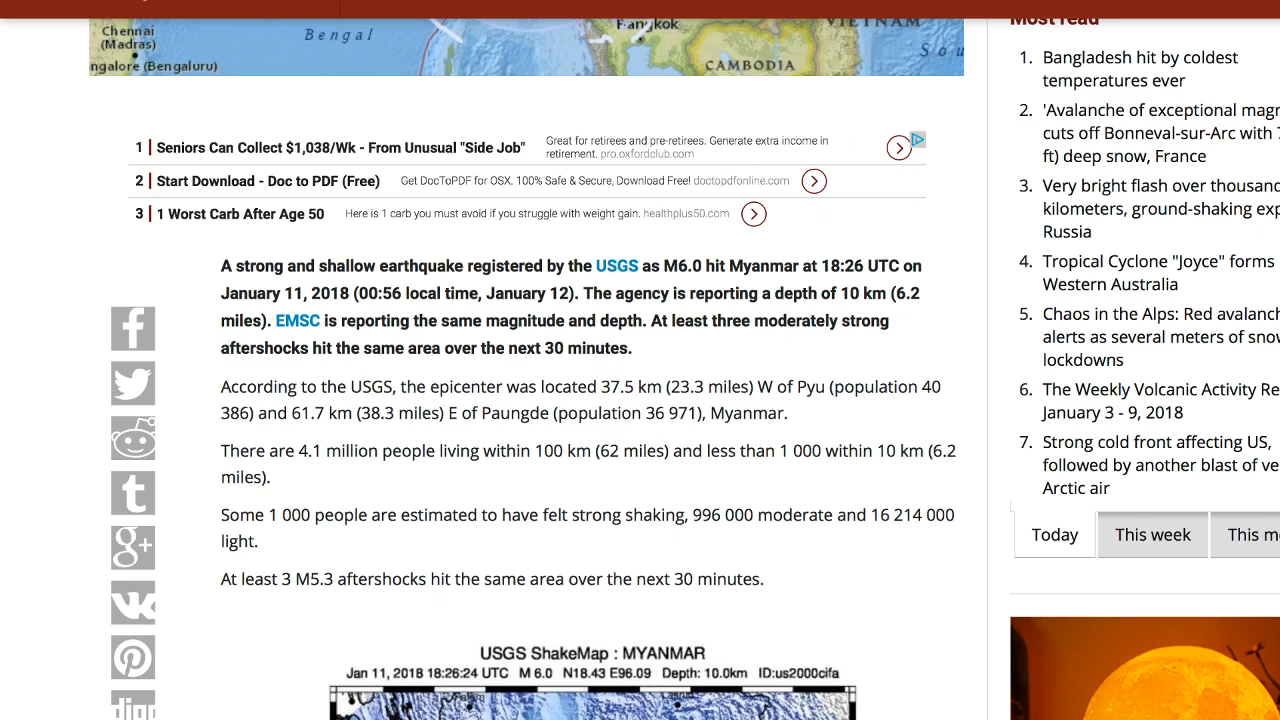 Chennai
(Madras)
ngalore (Bengaluru)
Bengal
Bangkok
VIETNAM
CAMBODIA
Sou
1 | Seniors Can Collect $1,038/Wk - From Unusual "Side Job"
Great for retirees and pre-retirees. Generate extra income in
retirement. pro.oxfordclub.com
2 | Start Download - Doc to PDF (Free) Get DocToPDF for OSX. 100% Safe & Secure, Download Free! doctopdfonline.com
3 | 1 Worst Carb After Age 50 Here is 1 carb you must avoid if you struggle with weight gain. healthplus50.com
A strong and shallow earthquake registered by the USGS as M6.0 hit Myanmar at 18:26 UTC on
January 11, 2018 (00:56 local time, January 12). The agency is reporting a depth of 10 km (6.2
miles). EMSC is reporting the same magnitude and depth. At least three moderately strong
aftershocks hit the same area over the next 30 minutes.
According to the USGS, the epicenter was located 37.5 km (23.3 miles) W of Pyu (population 40
386) and 61.7 km (38.3 miles) E of Paungde (population 36 971), Myanmar.
There are 4.1 million people living within 100 km (62 miles) and less than 1 000 within 10 km (6.2
miles).
Some 1 000 people are estimated to have felt strong shaking, 996 000 moderate and 16 214 000
light.
At least 3 M5.3 aftershocks hit the same area over the next 30 minutes.
USGS ShakeMap : MYANMAR
Jan 11, 2018 18:26:24 UTC M 6.0 N18.43 E96.09 Depth: 10.0km ID:us2000cifa
Most read
1. Bangladesh hit by coldest
temperatures ever
2. 'Avalanche of exceptional magn
cuts off Bonneval-sur-Arc with 7
ft) deep snow, France
3. Very bright flash over thousand
kilometers, ground-shaking exp
Russia
4. Tropical Cyclone "Joyce" forms
Western Australia
5. Chaos in the Alps: Red avalanch
alerts as several meters of snow
lockdowns
6. The Weekly Volcanic Activity Re
January 3 - 9, 2018
7. Strong cold front affecting US,
followed by another blast of ve
Arctic air
Today This week This m